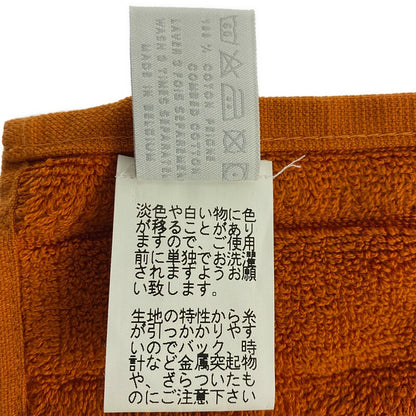 60
100 % COTON PEIGNE
COMBED COTTON
LAVER 3 FOIS SEPAREMENT
WASH 3 TIMES SEPARATELY
MADE IN BELGIUM
淡色や白い物に色
が移ることがあり
ますので、ご使用
前に単独でお洗濯
されますようお願
い致します。
生地の特性から糸
が引っかかりやす
いのでバック、時
計など金属突起物
や、ざらついたも
のにご注意下さい